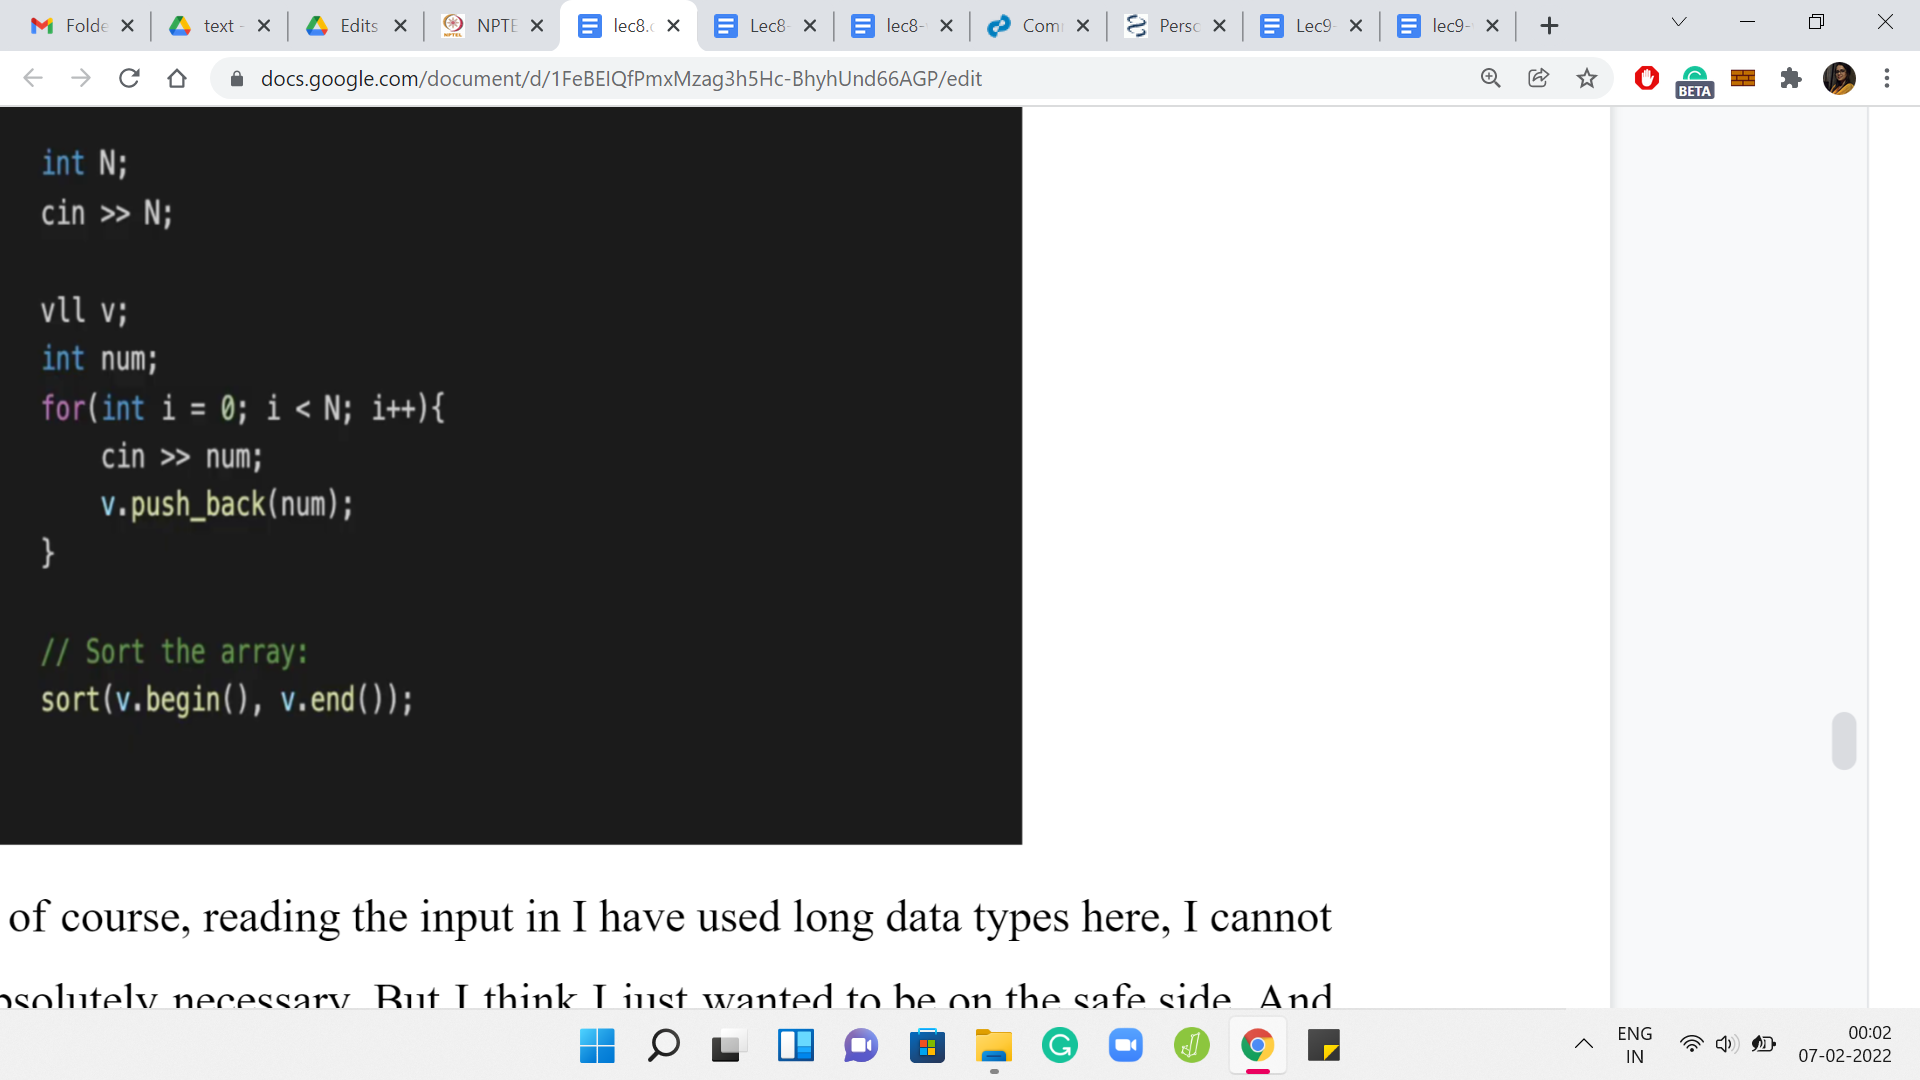 Folde text - Edits NPTE lec8. Lec8- lec8- Com Perso Lec9- lec9-
docs.google.com/document/d/1FeBEIQfPmxMzag3h5Hc-BhyhUnd66AGP/edit
BETA
int N;
cin >> N;
vll v;
int num;
for(int i = 0; i < N; i++){
cin >> num;
v.push_back(num);
}
// Sort the array:
sort(v.begin(), v.end());
of course, reading the input in I have used long data types here, I cannot
necessary. But I think I just wanted to be on the safe side. And
ENG
IN
00:02
07-02-2022